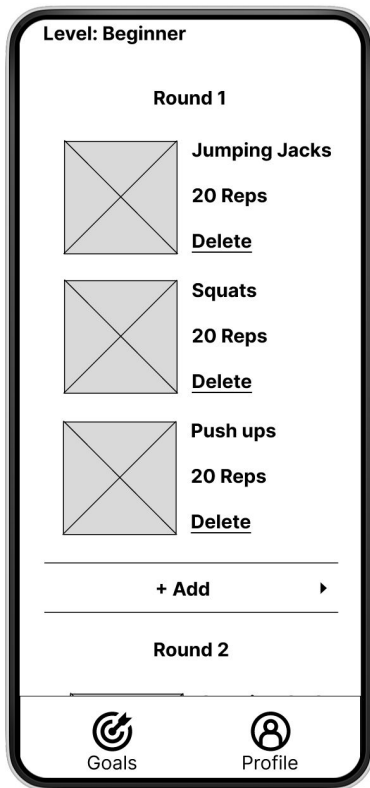 Level: Beginner
Round 1
Jumping Jacks
20 Reps
Delete
Squats
20 Reps
Delete
Push ups
20 Reps
Delete
+ Add
Round 2
Goals
Profile